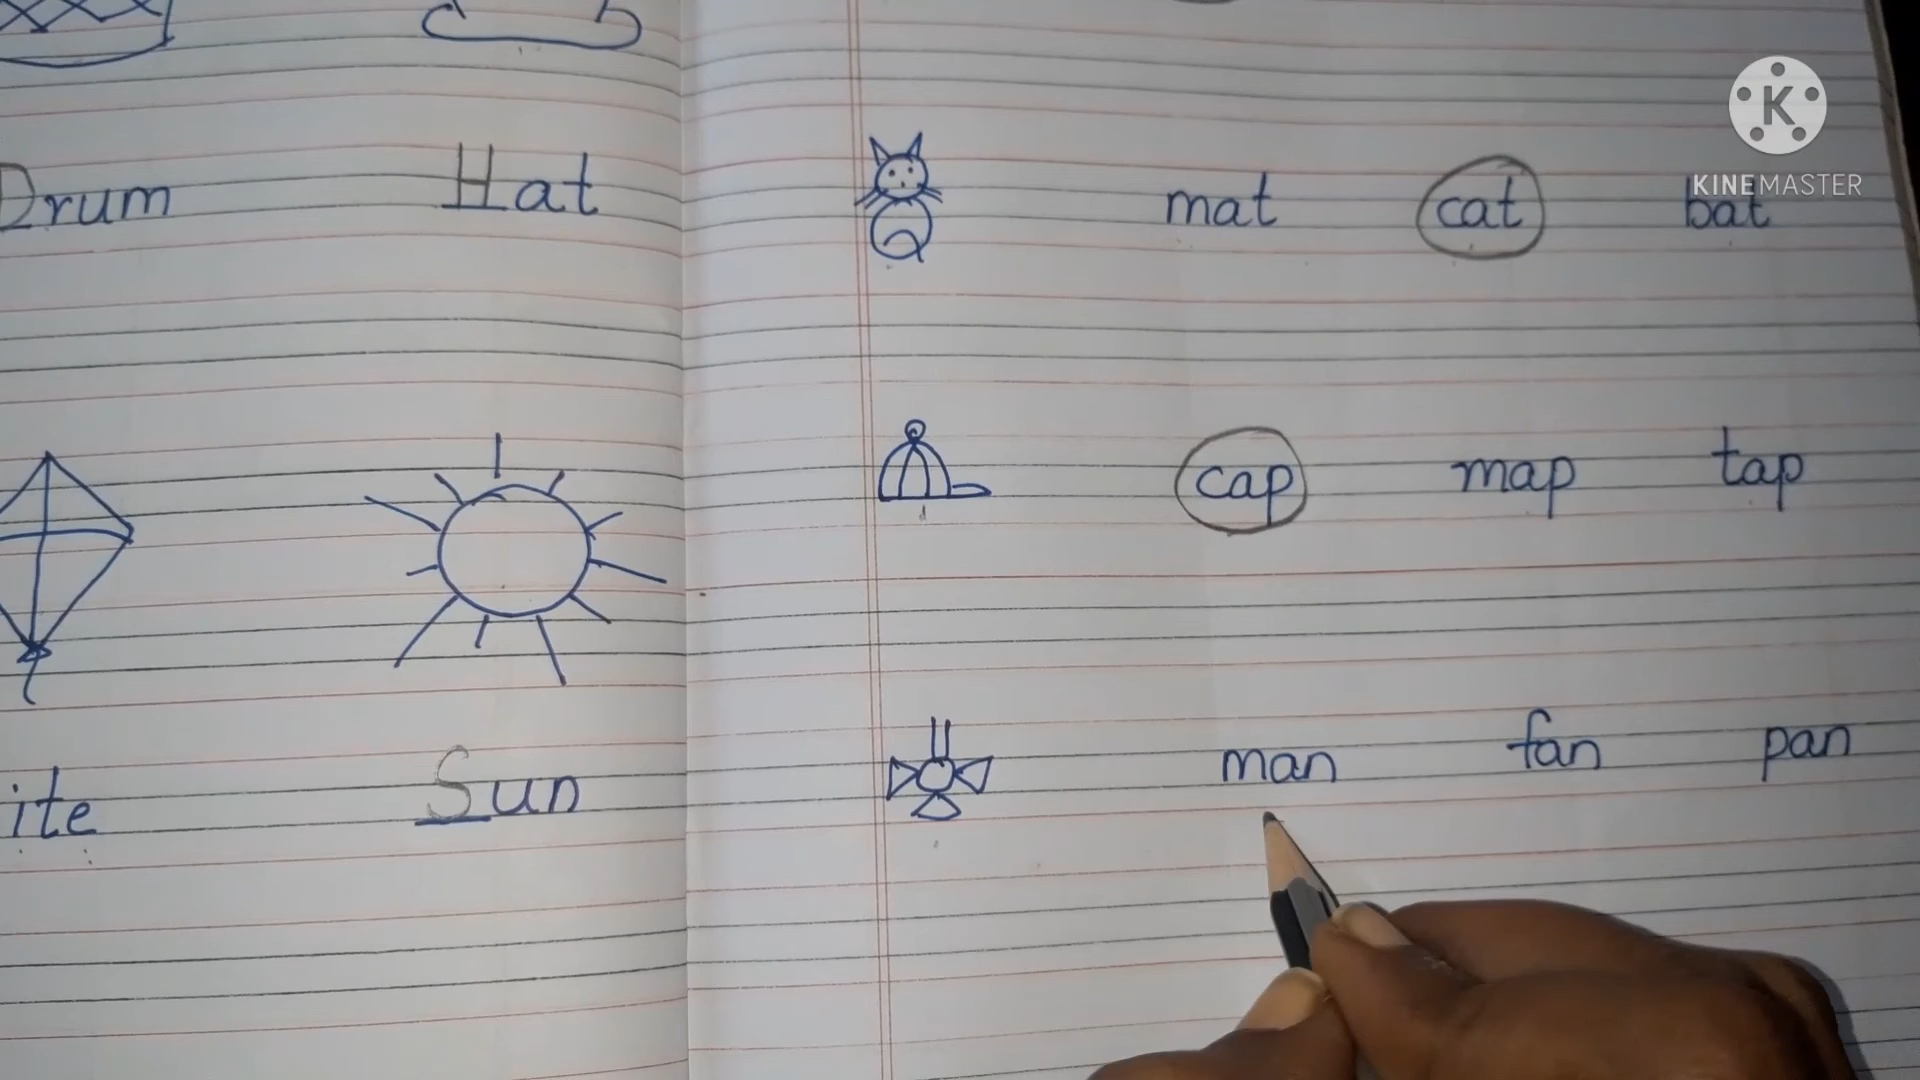 Drum Hat
ite Sun
mat cat bat
cap map tap
man fan pan
KINEMASTER